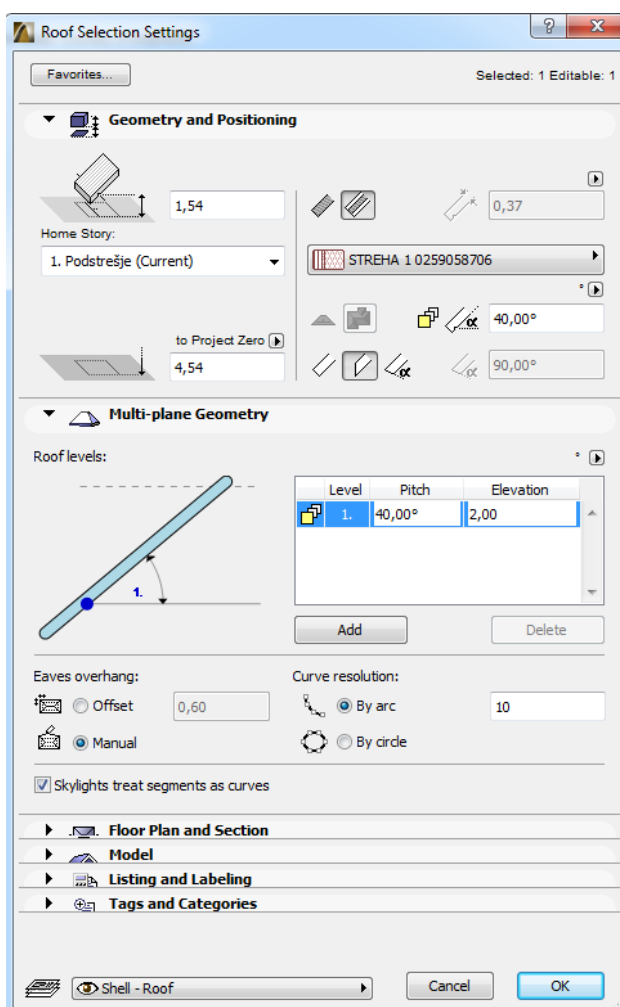 Roof Selection Settings
Favorites...
Selected: 1 Editable: 1
Geometry and Positioning
1,54
0,37
Home Story:
1. Podstrešje (Current)
STREHA 1 0259058706
°
α 40,00°
to Project Zero
4,54
α α 90,00°
Multi-plane Geometry
Roof levels:
°
Level Pitch Elevation
1. 40,00° 2,00
1.
Add Delete
Eaves overhang: Curve resolution:
Offset 0,60 By arc 10
Manual By circle
Skylights treat segments as curves
Floor Plan and Section
Model
Listing and Labeling
Tags and Categories
Shell - Roof Cancel OK